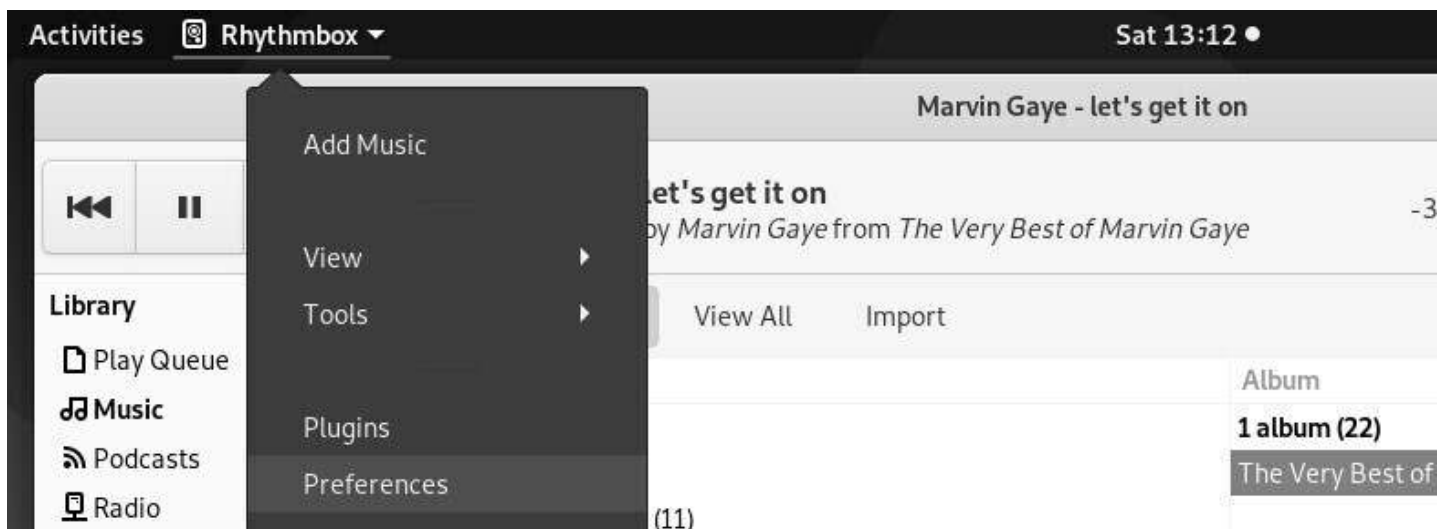 Activities Rhythmbox Sat 13:12
Marvin Gaye - let's get it on
Add Music
let's get it on
by Marvin Gaye from The Very Best of Marvin Gaye
-3
View
Tools
Library
View All Import
Play Queue
Album
Music
Plugins
1 album (22)
Podcasts
Preferences
The Very Best of
Radio
(11)